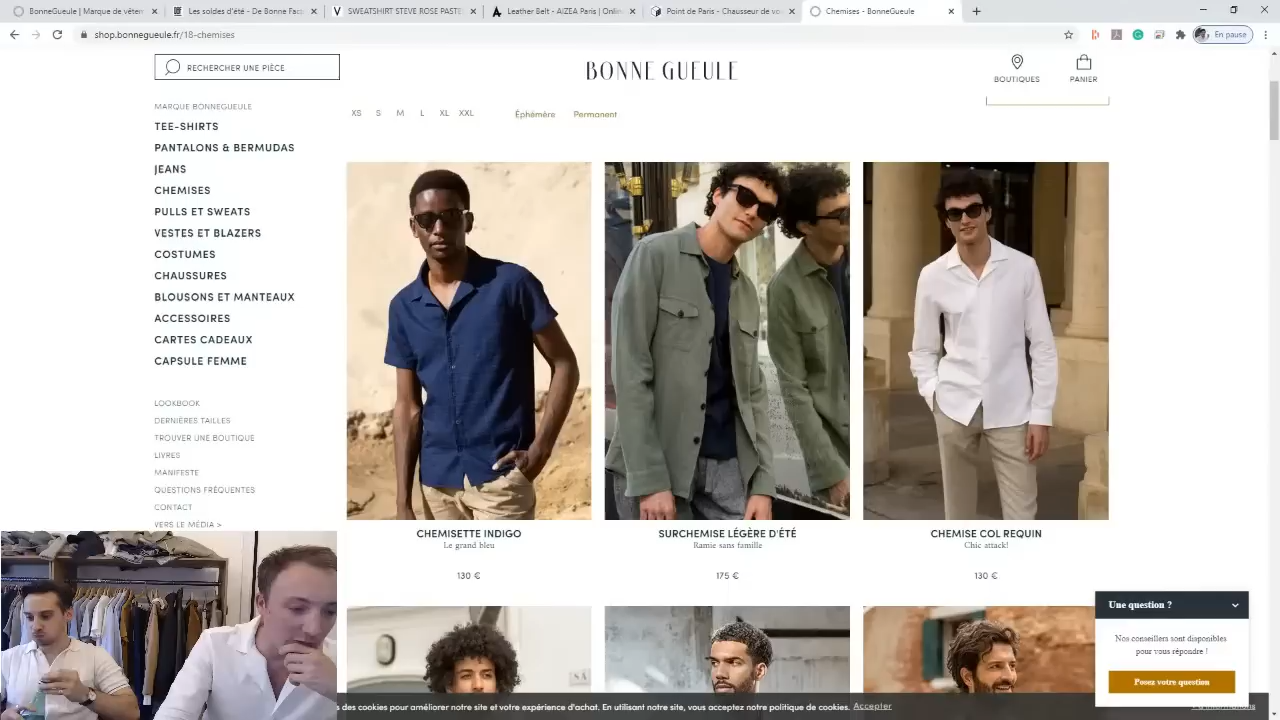 BonneGueule | Marque de vêteme
Les soldes d'été - De Bonne Fact
SWEATSHIRT STEVE ROSE PASTEL
Leather Belt - AIZEA Paris | Online
Point de Paris - Chausseur de vo
Chemises - BonneGueule
shop.bonnegueule.fr/18-chemises
En pause
RECHERCHER UNE PIÈCE
BONNE GUEULE
BOUTIQUES
PANIER
MARQUE BONNEGUEULE
TEE-SHIRTS
PANTALONS & BERMUDAS
JEANS
CHEMISES
PULLS ET SWEATS
VESTES ET BLAZERS
COSTUMES
CHAUSSURES
BLOUSONS ET MANTEAUX
ACCESSOIRES
CARTES CADEAUX
CAPSULE FEMME
LOOKBOOK
DERNIÈRES TAILLES
TROUVER UNE BOUTIQUE
LIVRES
MANIFESTE
QUESTIONS FRÉQUENTES
CONTACT
VERS LE MÉDIA >
XS S M L XL XXL
Éphémère Permanent
CHEMISETTE INDIGO
Le grand bleu
130 €
SURCHEMISE LÉGÈRE D'ÉTÉ
Ramie sans famille
175 €
CHEMISE COL REQUIN
Chic attack!
130 €
Une question ?
Nos conseillers sont disponibles
pour vous répondre !
Posez votre question
s des cookies pour améliorer notre site et votre expérience d'achat. En utilisant notre site, vous acceptez notre politique de cookies. Accepter